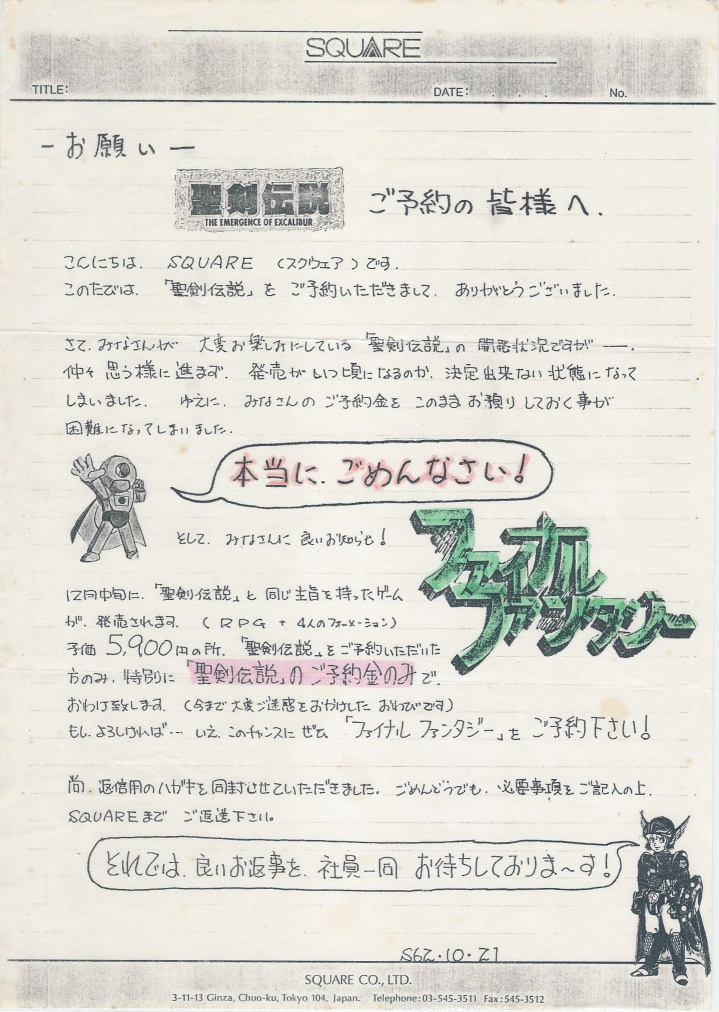 SQUARE
TITLE:
DATE: . . .
No.
ーお願いー
聖剣伝説
THE EMERGENCE OF EXCALIBUR
ご予約の皆様へ.
こんにちは. SQUARE (スクウェア)です.
このたびは.「聖剣伝説」を ご予約いただきまして. ありがとうございました.
さて.みなさんが 大変お楽しみにしている「聖剣伝説」の 開発状況ですが ー.
仲々 思う様に進まず. 発売が いつ頃になるのか. 決定出来ない状態になって
しまいました. ゆえに. みなさんの ご予約金を このままお預りしておく事が
困難になってしまいました.
本当に.ごめんなさい!
そして. みなさんに 良いお知らせ!
ファイナル
ファンタジー
12月中旬に.「聖剣伝説」と 同じ主旨を持ったゲーム
が. 発売されます. (RPG + 4人のフォーメーション)
予価 5,900円の所.「聖剣伝説」をご予約いただいた
方のみ. 特別に「聖剣伝説」のご予約金のみで.
おわけ致します. (今まで大変ご迷惑をおかけした おわびです)
もし.よろしければ… いえ.このチャンスに ぜひ 「ファイナル ファンタジー」を ご予約下さい!
尚. 返信用のハガキを同封させていただきました. ごめんどうでも. 必要事項をご記入の上.
SQUAREまで ご返送下さい。
それでは.良いお返事を. 社員一同 お待ちしておりま〜す!
S62.10.21
SQUARE CO., LTD.
3-11-13 Ginza, Chuo-ku, Tokyo 104, Japan. Telephone: 03-545-3511 Fax: 545-3512